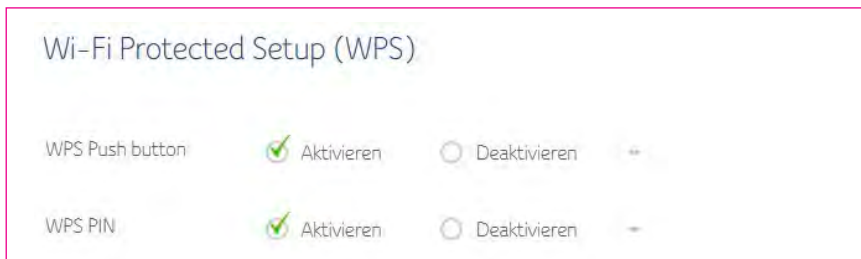 Wi-Fi Protected Setup (WPS)
WPS Push button Aktivieren Deaktivieren --
WPS PIN Aktivieren Deaktivieren --